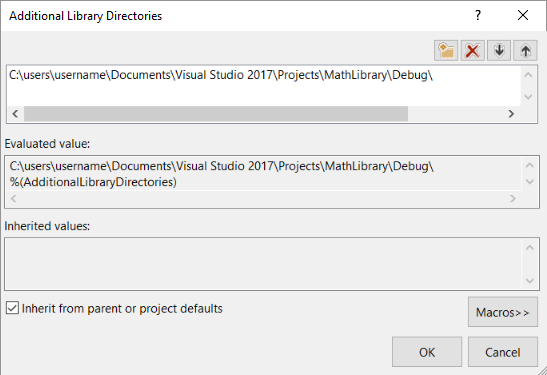 Additional Library Directories
?
C:\users\username\Documents\Visual Studio 2017\Projects\MathLibrary\Debug\
Evaluated value:
C:\users\username\Documents\Visual Studio 2017\Projects\MathLibrary\Debug\
%(AdditionalLibraryDirectories)
Inherited values:
Inherit from parent or project defaults
Macros>>
OK
Cancel